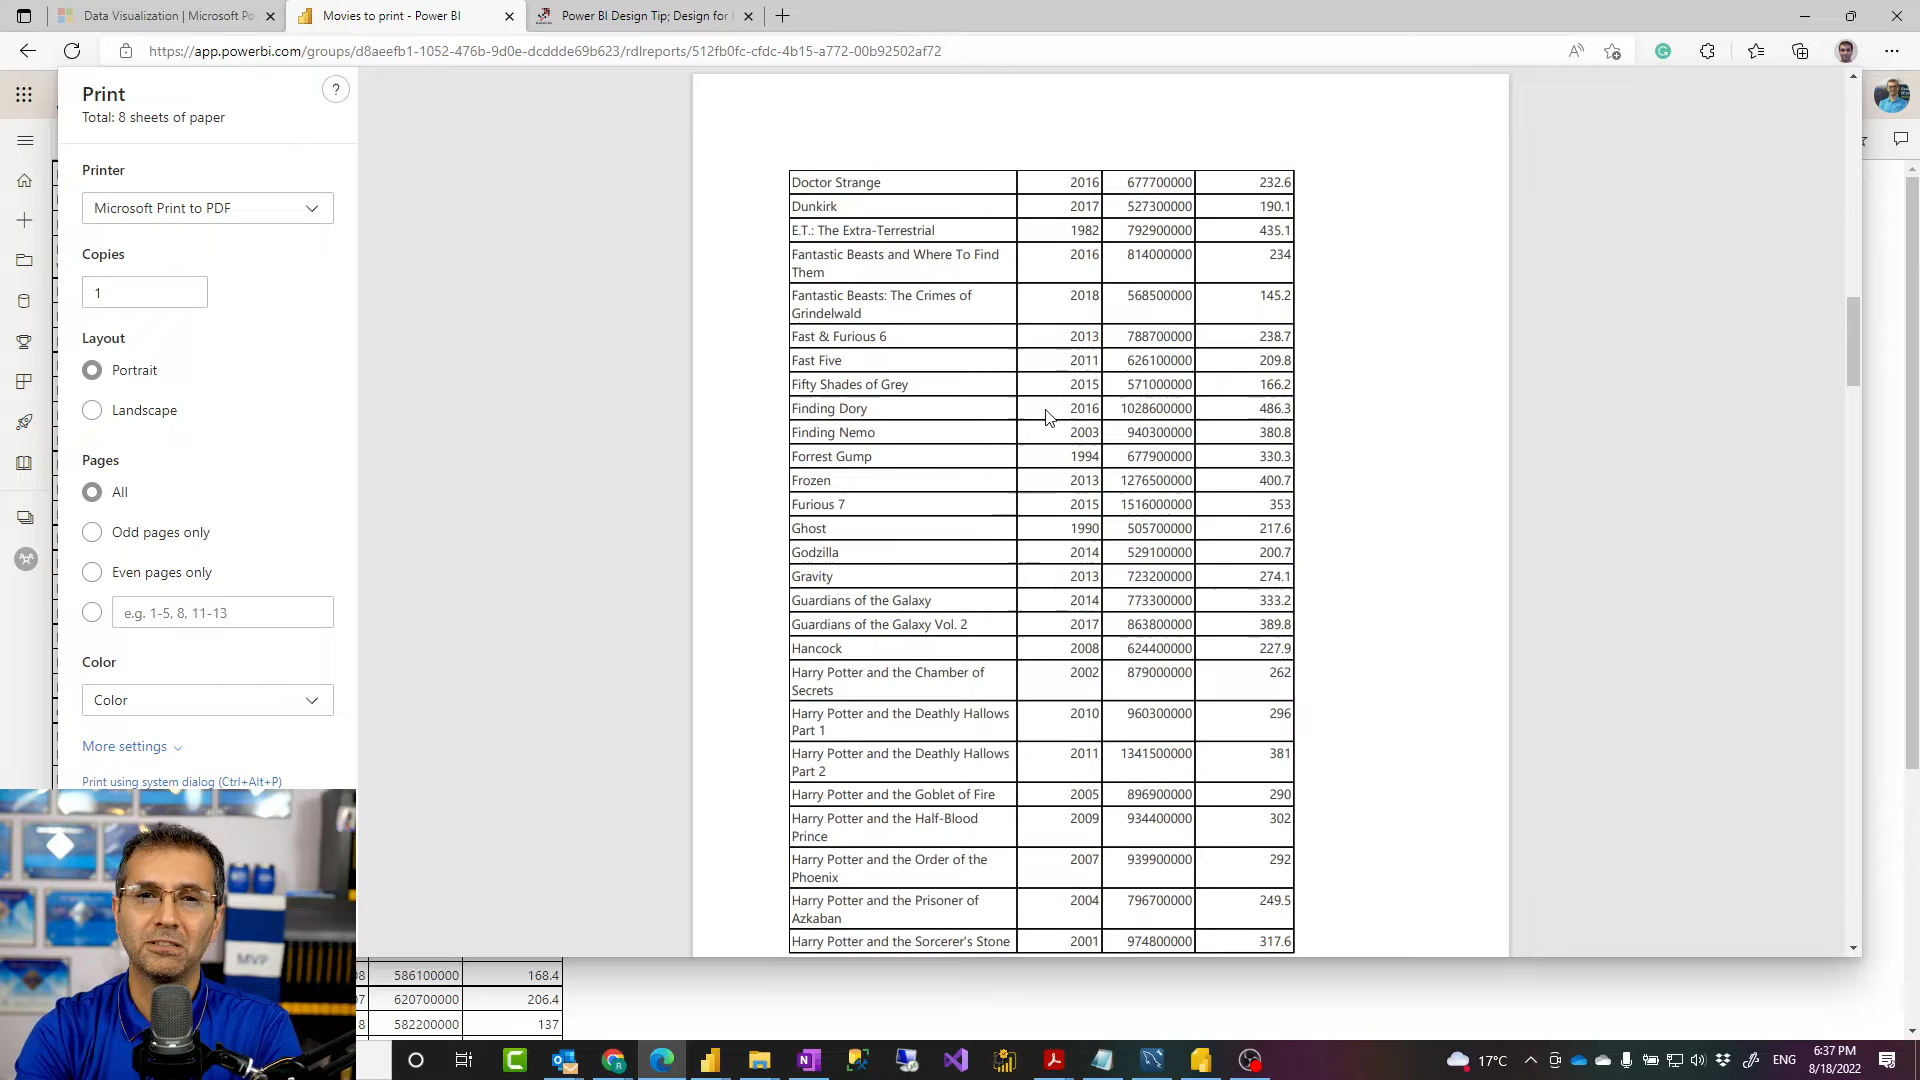 Data Visualization | Microsoft Po
Movies to print - Power BI
Power BI Design Tip; Design for
https://app.powerbi.com/groups/d8aeefb1-1052-476b-9d0e-dcddde69b623/rdlreports/512fb0fc-cfdc-4b15-a772-00b92502af72
Print
?
Total: 8 sheets of paper
Printer
Microsoft Print to PDF
Copies
1
Layout
Portrait
Landscape
Pages
All
Odd pages only
Even pages only
e.g. 1-5, 8, 11-13
Color
Color
More settings
Print using system dialog (Ctrl+Alt+P)
Doctor Strange 2016 677700000 232.6
Dunkirk 2017 527300000 190.1
E.T.: The Extra-Terrestrial 1982 792900000 435.1
Fantastic Beasts and Where To Find 2016 814000000 234
Them
Fantastic Beasts: The Crimes of 2018 568500000 145.2
Grindelwald
Fast & Furious 6 2013 788700000 238.7
Fast Five 2011 626100000 209.8
Fifty Shades of Grey 2015 571000000 166.2
Finding Dory 2016 1028600000 486.3
Finding Nemo 2003 940300000 380.8
Forrest Gump 1994 677900000 330.3
Frozen 2013 1276500000 400.7
Furious 7 2015 1516000000 353
Ghost 1990 505700000 217.6
Godzilla 2014 529100000 200.7
Gravity 2013 723200000 274.1
Guardians of the Galaxy 2014 773300000 333.2
Guardians of the Galaxy Vol. 2 2017 863800000 389.8
Hancock 2008 624400000 227.9
Harry Potter and the Chamber of 2002 879000000 262
Secrets
Harry Potter and the Deathly Hallows 2010 960300000 296
Part 1
Harry Potter and the Deathly Hallows 2011 1341500000 381
Part 2
Harry Potter and the Goblet of Fire 2005 896900000 290
Harry Potter and the Half-Blood 2009 934400000 302
Prince
Harry Potter and the Order of the 2007 939900000 292
Phoenix
Harry Potter and the Prisoner of 2004 796700000 249.5
Azkaban
Harry Potter and the Sorcerer's Stone 2001 974800000 317.6
MVP
8 586100000 168.4
7 620700000 206.4
8 582200000 137
17°C
ENG
6:37 PM
8/18/2022